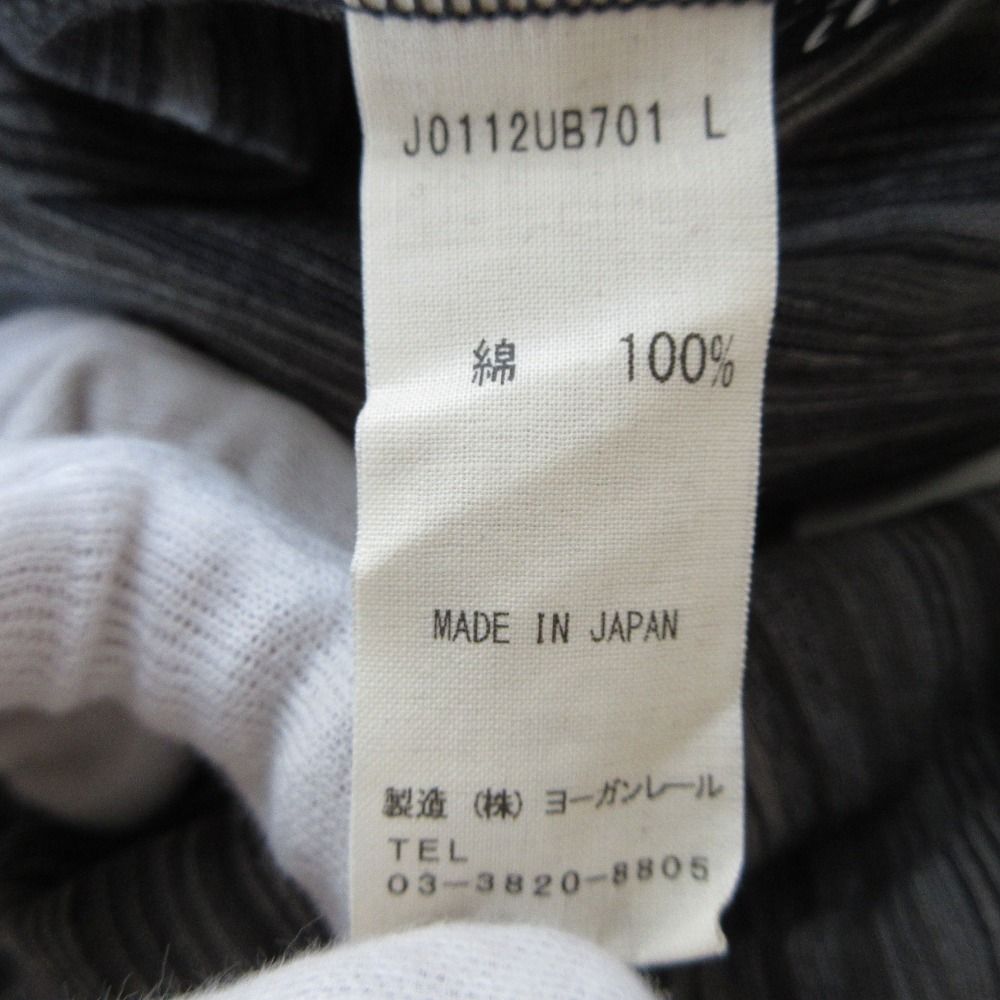 J0112UB701 L
綿 100%
MADE IN JAPAN
製造 (株) ヨーガンレール
TEL
03-3820-8805